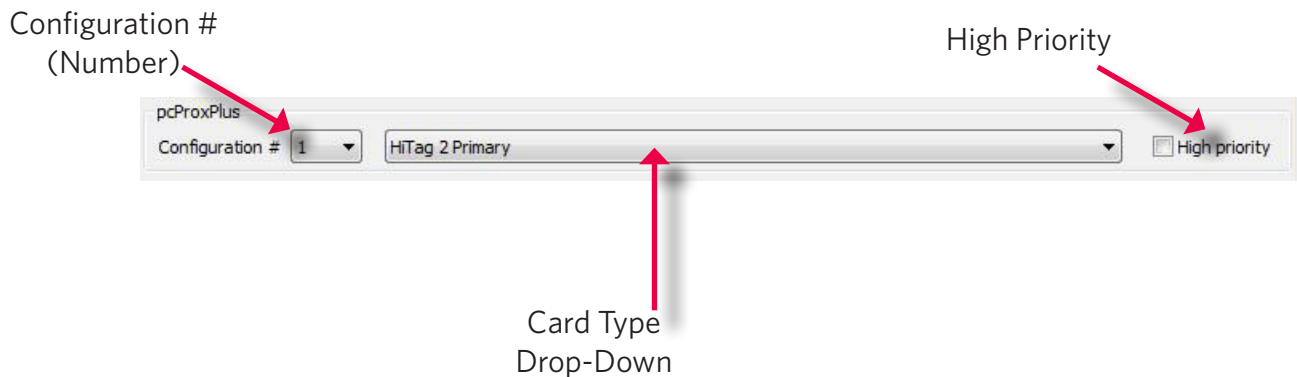 Configuration #
(Number)
High Priority
pcProxPlus
Configuration # 1 HiTag 2 Primary High priority
Card Type
Drop-Down